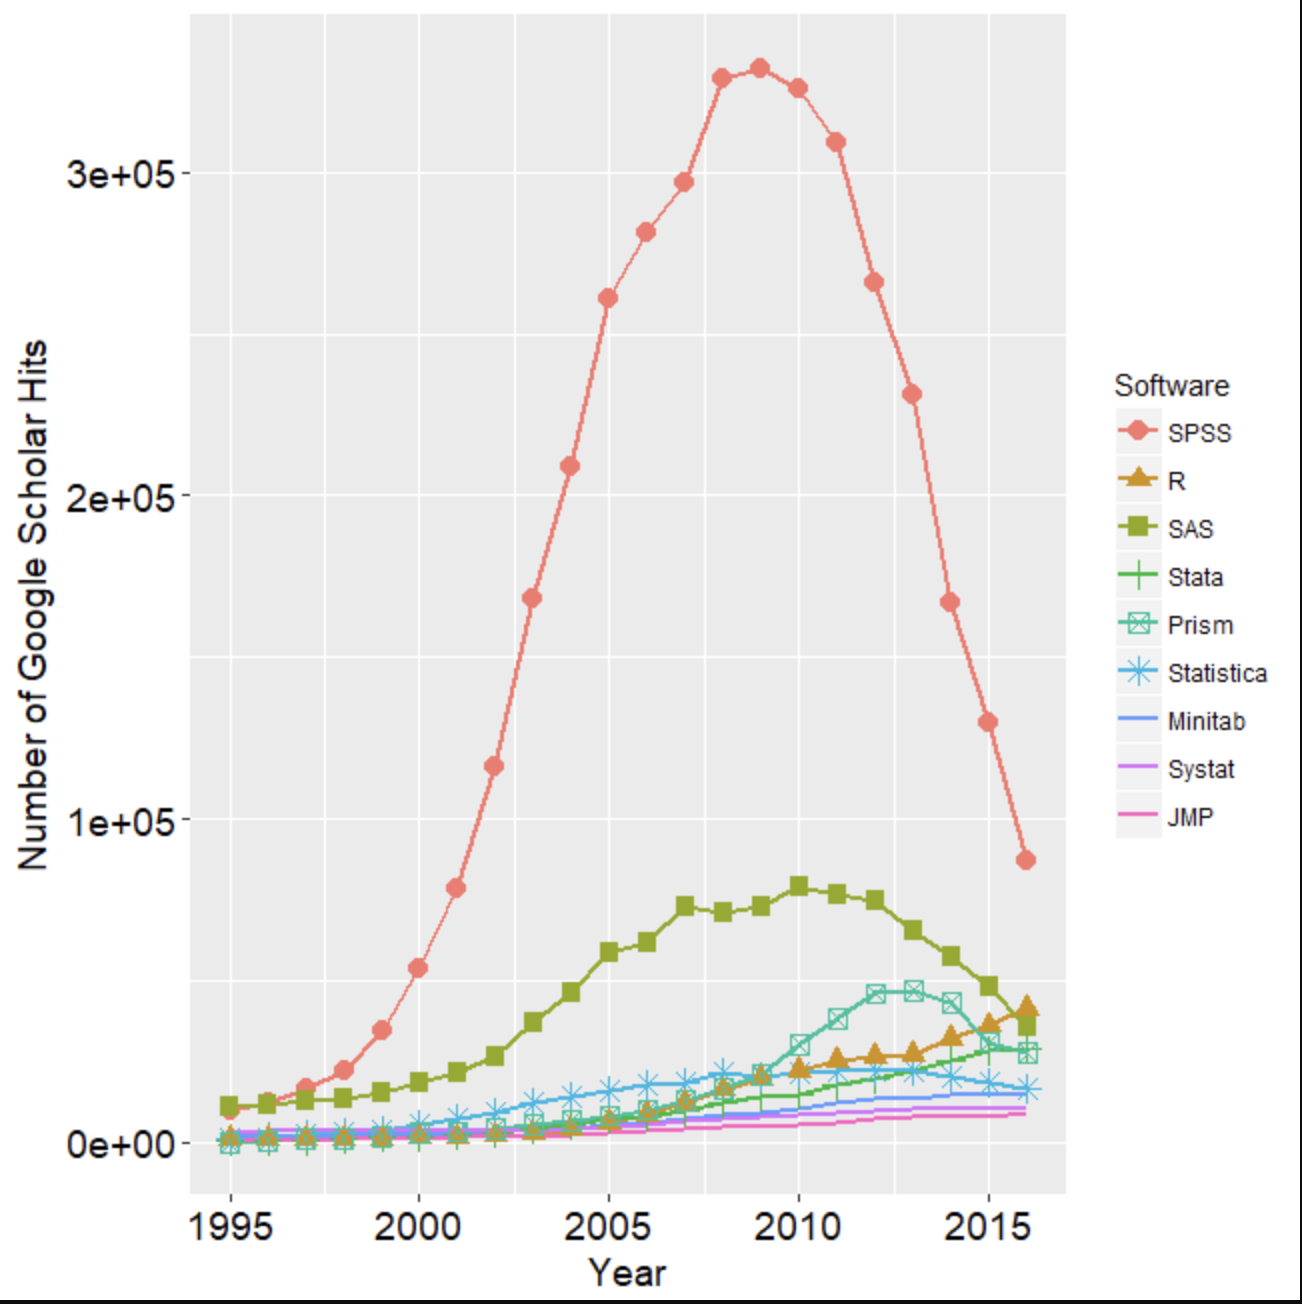 Number of Google Scholar Hits
3e+05
2e+05
1e+05
0e+00
1995 2000 2005 2010 2015
Year
Software
SPSS
R
SAS
Stata
Prism
Statistica
Minitab
Systat
JMP